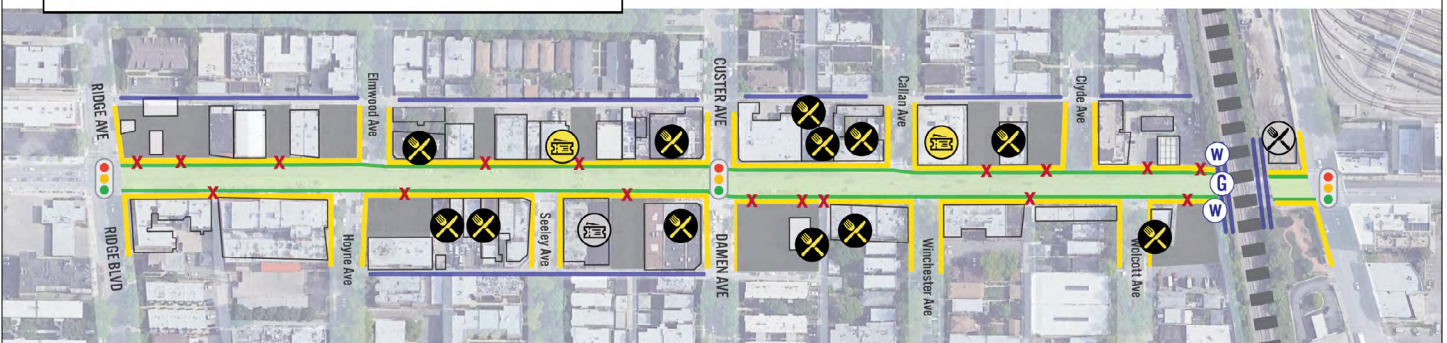 RIDGE AVE
Elmwood Ave
CUSTER AVE
Callan Ave
Clyde Ave
X X X X X X X X X
W
G
W
X X X X X X X X
RIDGE BLVD
Hoyne Ave
Seeley Ave
DAMEN AVE
Winchester Ave
Wolcott Ave